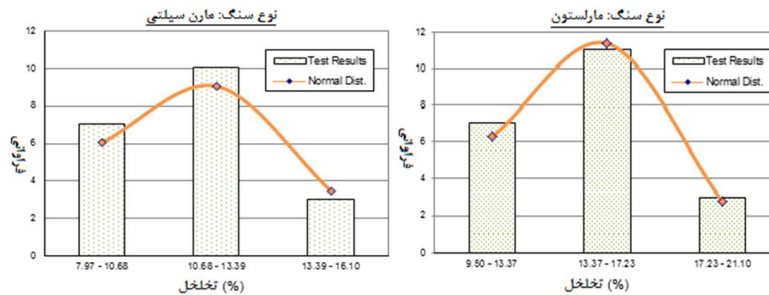 نوع سنگ: مارن سیلتی
12
10
8
6
4
2
0
فراوانی
Test Results
Normal Dist.
7.97 - 10.68
10.68 - 13.39
13.39 - 16.10
تخلخل (%)
نوع سنگ: مارلستون
12
10
8
6
4
2
0
فراوانی
Test Results
Normal Dist.
9.50 - 13.37
13.37 - 17.23
17.23 - 21.10
تخلخل (%)